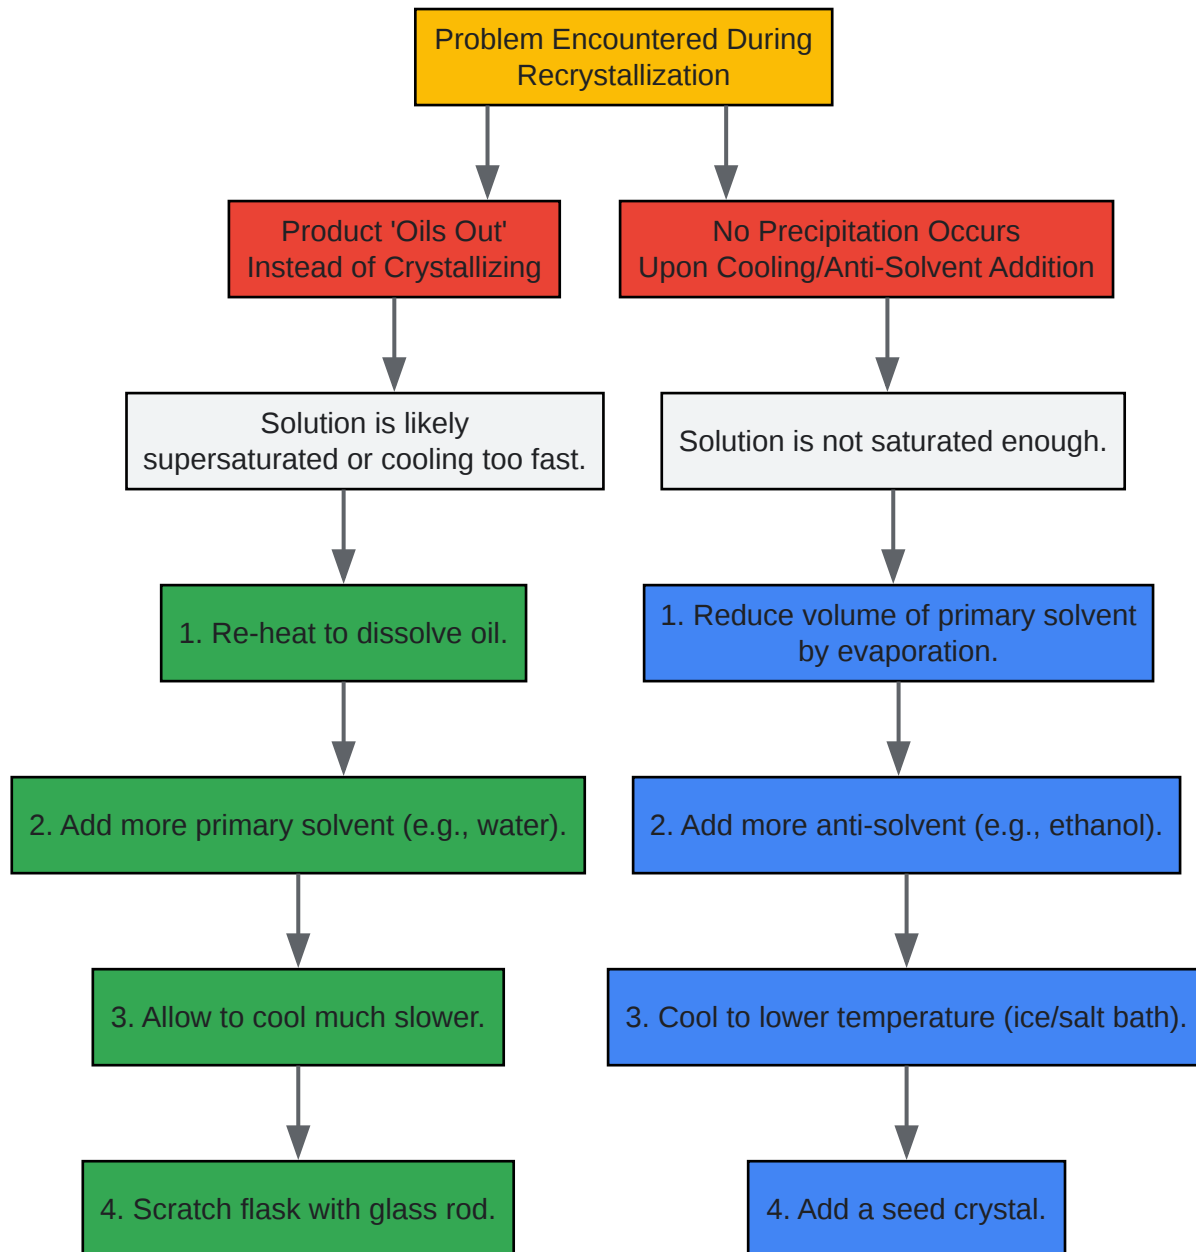 Problem Encountered During
Recrystallization
Product 'Oils Out'
Instead of Crystallizing
No Precipitation Occurs
Upon Cooling/Anti-Solvent Addition
Solution is likely
supersaturated or cooling too fast.
Solution is not saturated enough.
1. Re-heat to dissolve oil.
1. Reduce volume of primary solvent
by evaporation.
2. Add more primary solvent (e.g., water).
2. Add more anti-solvent (e.g., ethanol).
3. Allow to cool much slower.
3. Cool to lower temperature (ice/salt bath).
4. Scratch flask with glass rod.
4. Add a seed crystal.